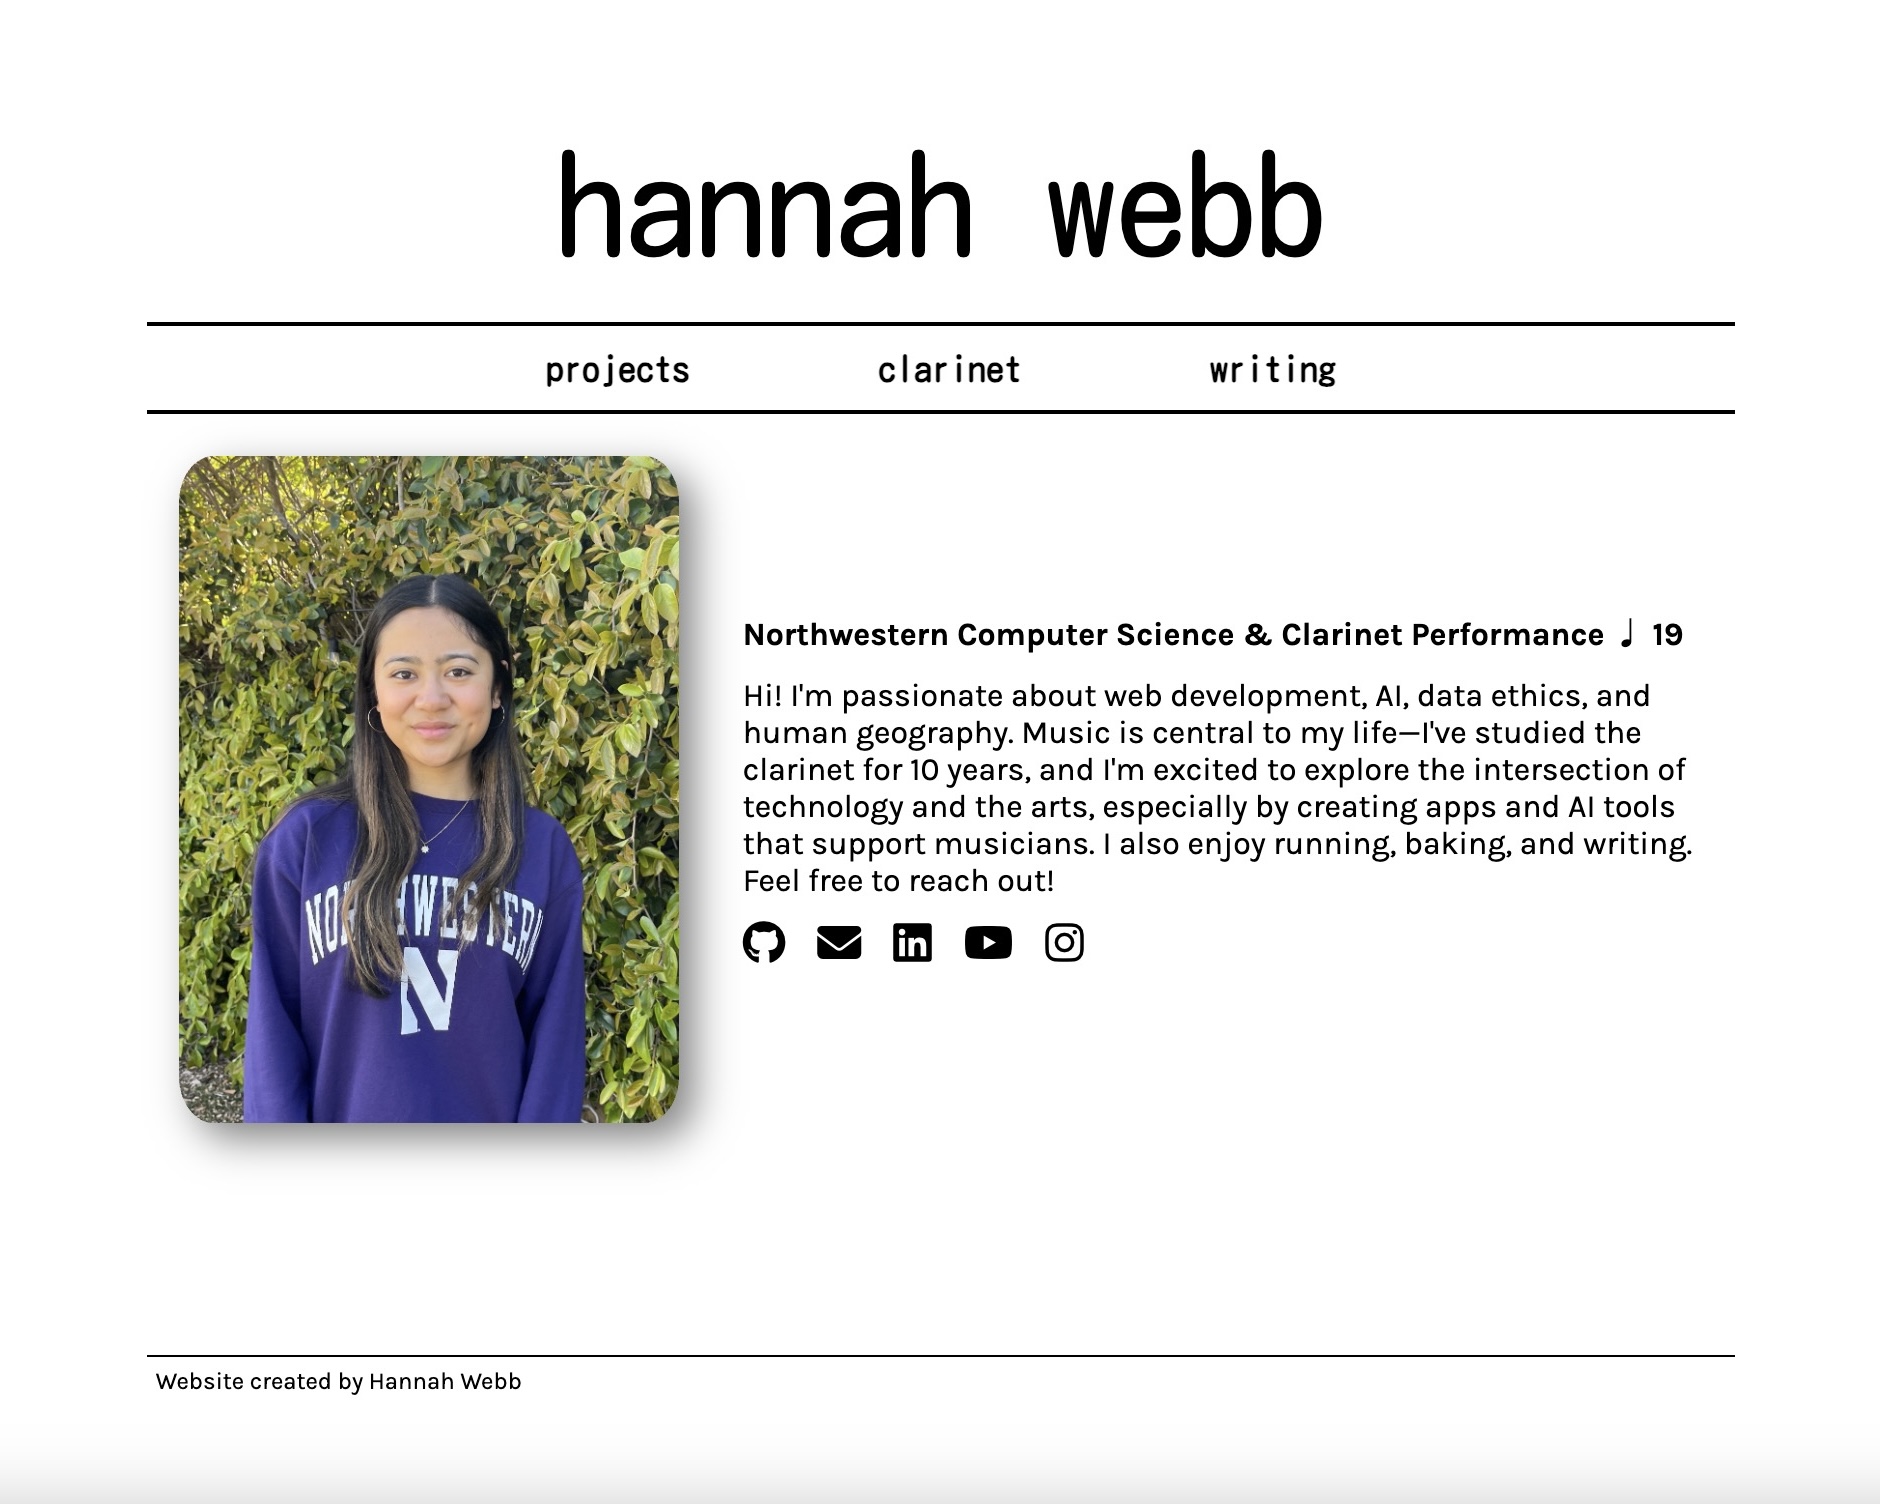 hannah webb
projects clarinet writing
NORTHWESTERN
N
Northwestern Computer Science & Clarinet Performance ♩ 19
Hi! I'm passionate about web development, AI, data ethics, and
human geography. Music is central to my life—I've studied the
clarinet for 10 years, and I'm excited to explore the intersection of
technology and the arts, especially by creating apps and AI tools
that support musicians. I also enjoy running, baking, and writing.
Feel free to reach out!
in
Website created by Hannah Webb